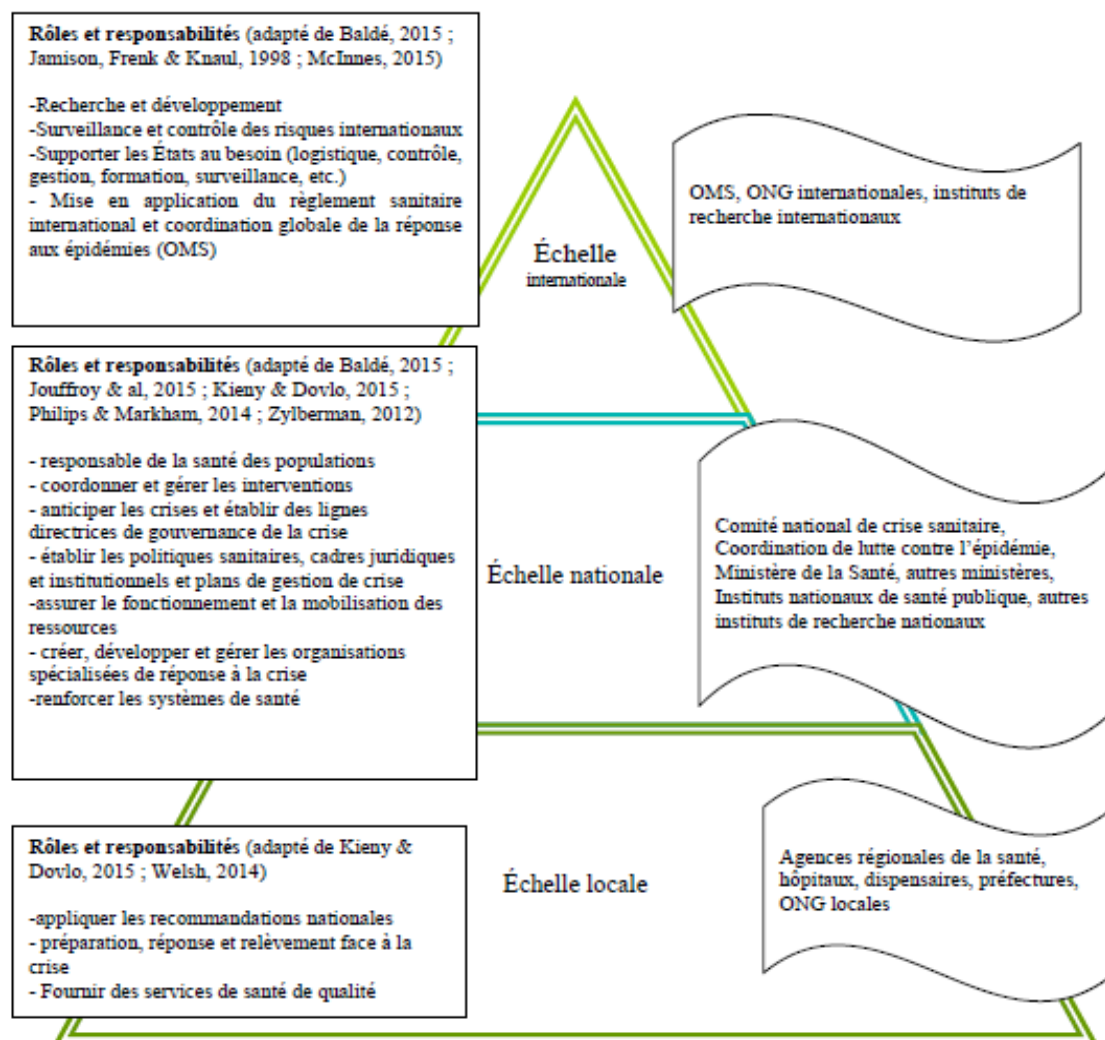 Rôles et responsabilités (adapté de Baldé, 2015 ;
Jamison, Frenk & Knaul, 1998 ; McInnes, 2015)
-Recherche et développement
-Surveillance et contrôle des risques internationaux
-Supporter les États au besoin (logistique, contrôle,
gestion, formation, surveillance, etc.)
- Mise en application du règlement sanitaire
international et coordination globale de la réponse
aux épidémies (OMS)
Échelle
internationale
OMS, ONG internationales, instituts de
recherche internationaux
Rôles et responsabilités (adapté de Baldé, 2015 ;
Jouffroy & al, 2015 ; Kieny & Dovlo, 2015 ;
Philips & Markham, 2014 ; Zylberman, 2012)
- responsable de la santé des populations
- coordonner et gérer les interventions
- anticiper les crises et établir des lignes
directrices de gouvernance de la crise
- établir les politiques sanitaires, cadres juridiques
et institutionnels et plans de gestion de crise
-assurer le fonctionnement et la mobilisation des
ressources
- créer, développer et gérer les organisations
spécialisées de réponse à la crise
-renforcer les systèmes de santé
Échelle nationale
Comité national de crise sanitaire,
Coordination de lutte contre l’épidémie,
Ministère de la Santé, autres ministères,
Instituts nationaux de santé publique, autres
instituts de recherche nationaux
Rôles et responsabilités (adapté de Kieny &
Dovlo, 2015 ; Welsh, 2014)
-appliquer les recommandations nationales
- préparation, réponse et relèvement face à la
crise
- Fournir des services de santé de qualité
Échelle locale
Agences régionales de la santé,
hôpitaux, dispensaires, préfectures,
ONG locales